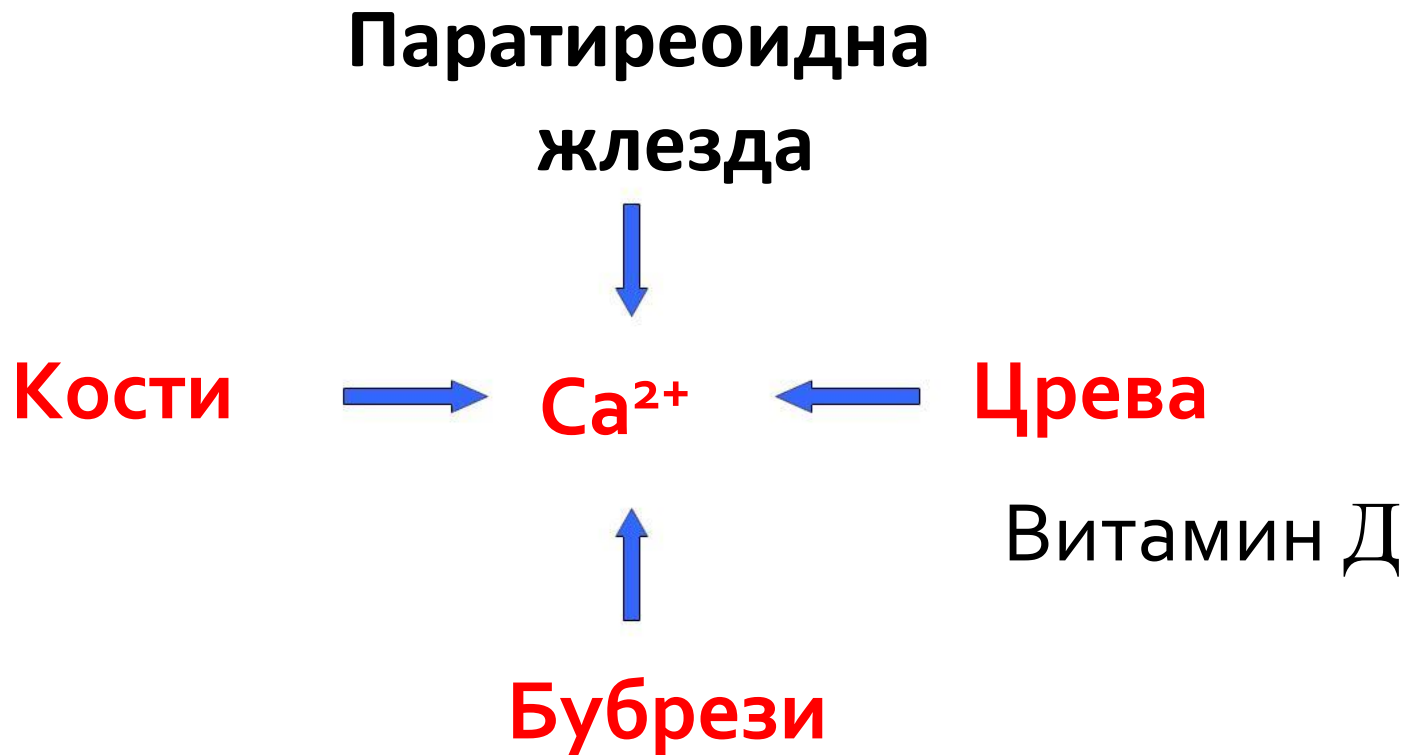 Паратиреоидна
жлезда
Кости
Ca²⁺
Црева
Витамин Д
Бубрези